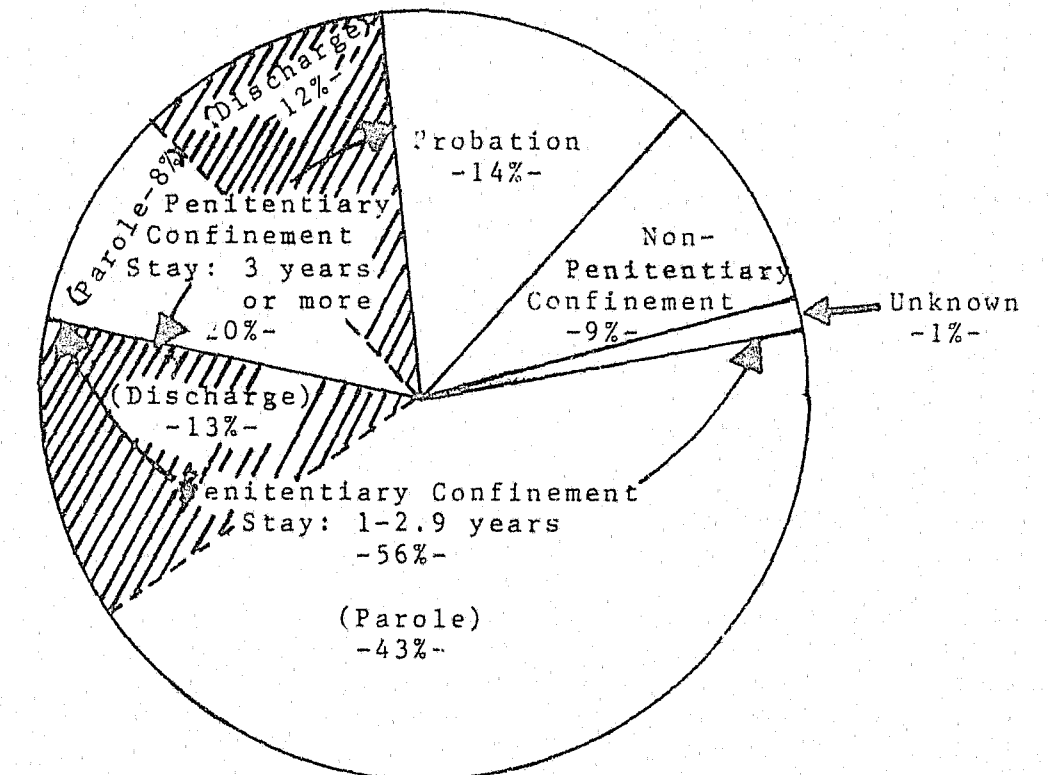 (Discharge)
-12%-
Probation
-14%-
(Parole-8%)
Penitentiary
Confinement
Stay: 3 years
or more
20%-
Non-
Penitentiary
Confinement
-9%-
Unknown
-1%-
(Discharge)
-13%-
Penitentiary Confinement
Stay: 1-2.9 years
-56%-
(Parole)
-43%-